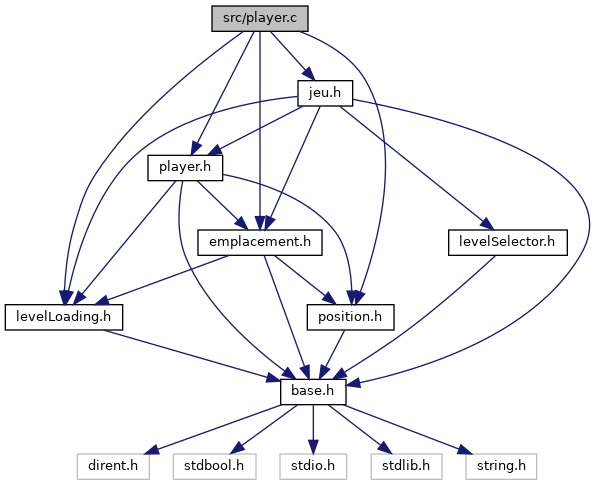 src/player.c
jeu.h
player.h
emplacement.h
levelSelector.h
levelLoading.h
position.h
base.h
dirent.h
stdbool.h
stdio.h
stdlib.h
string.h